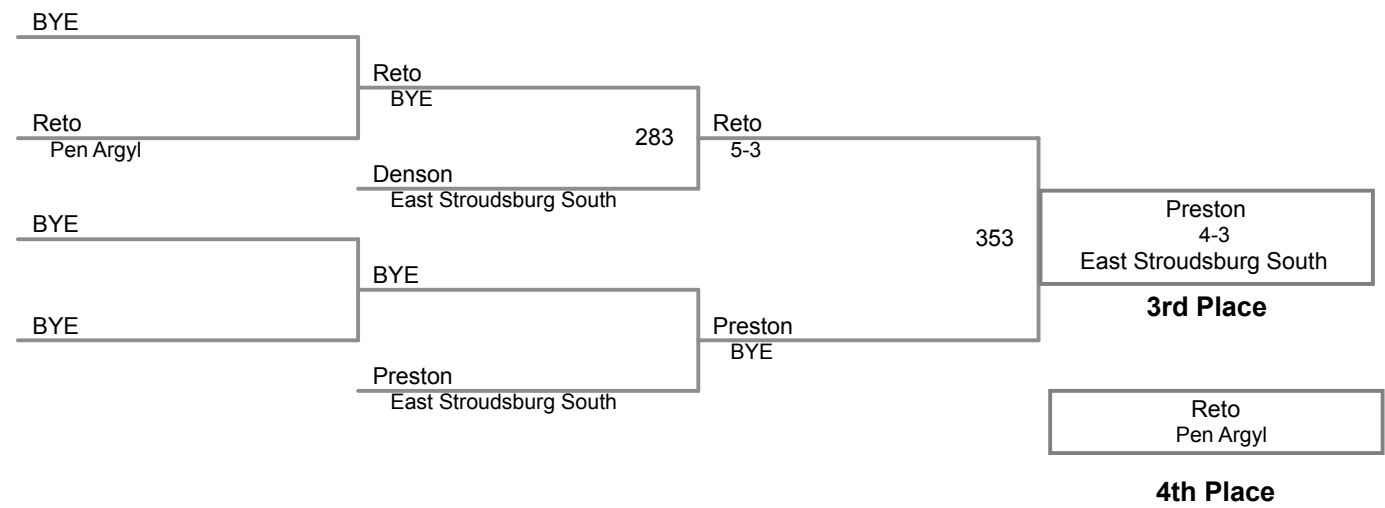 BYE
Reto
Pen Argyl
BYE
BYE
Reto
BYE
Denson
East Stroudsburg South
BYE
Preston
East Stroudsburg South
283
Reto
5-3
Preston
BYE
353
Preston
4-3
East Stroudsburg South
3rd Place
Reto
Pen Argyl
4th Place